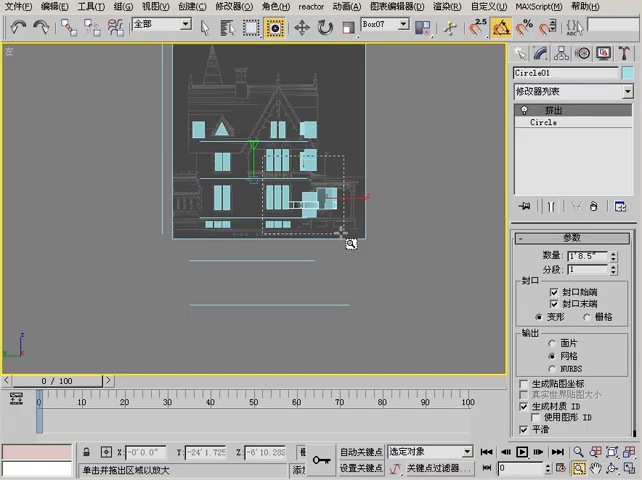 文件(F) 编辑(E) 工具(T) 组(G) 视图(V) 创建(C) 修改器(O) 角色(H) reactor 动画(A) 图表编辑器(D) 渲染(R) 自定义(U) MAXScript(M) 帮助(H)
全部 Box07 2.5 ABC
左
Circle01
修改器列表
挤出
Circle
参数
数量: 1'8.5"
分段: 1
封口
封口始端
封口末端
变形 栅格
输出
面片
网格
NURBS
生成贴图坐标
真实世界贴图大小
生成材质 ID
使用图形 ID
平滑
z
0 / 100
0 10 20 30 40 50 60 70 80 90 100
X: -0'0.0" Y: -24'1.725 Z: -6'10.282 自动关键点 选定对象
单击并拖出区域以放大 添加 设置关键点 关键点过滤器... 0